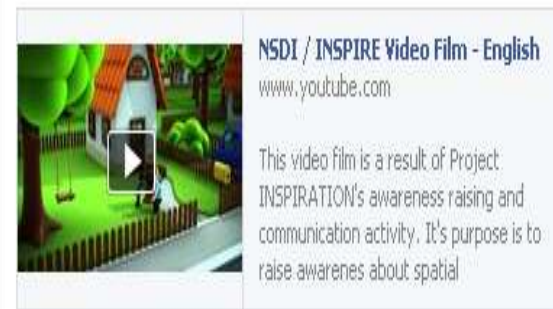 NSDI / INSPIRE Video Film - English
www.youtube.com
This video film is a result of Project
INSPIRATION's awareness raising and
communication activity. It's purpose is to
raise awarenes about spatial